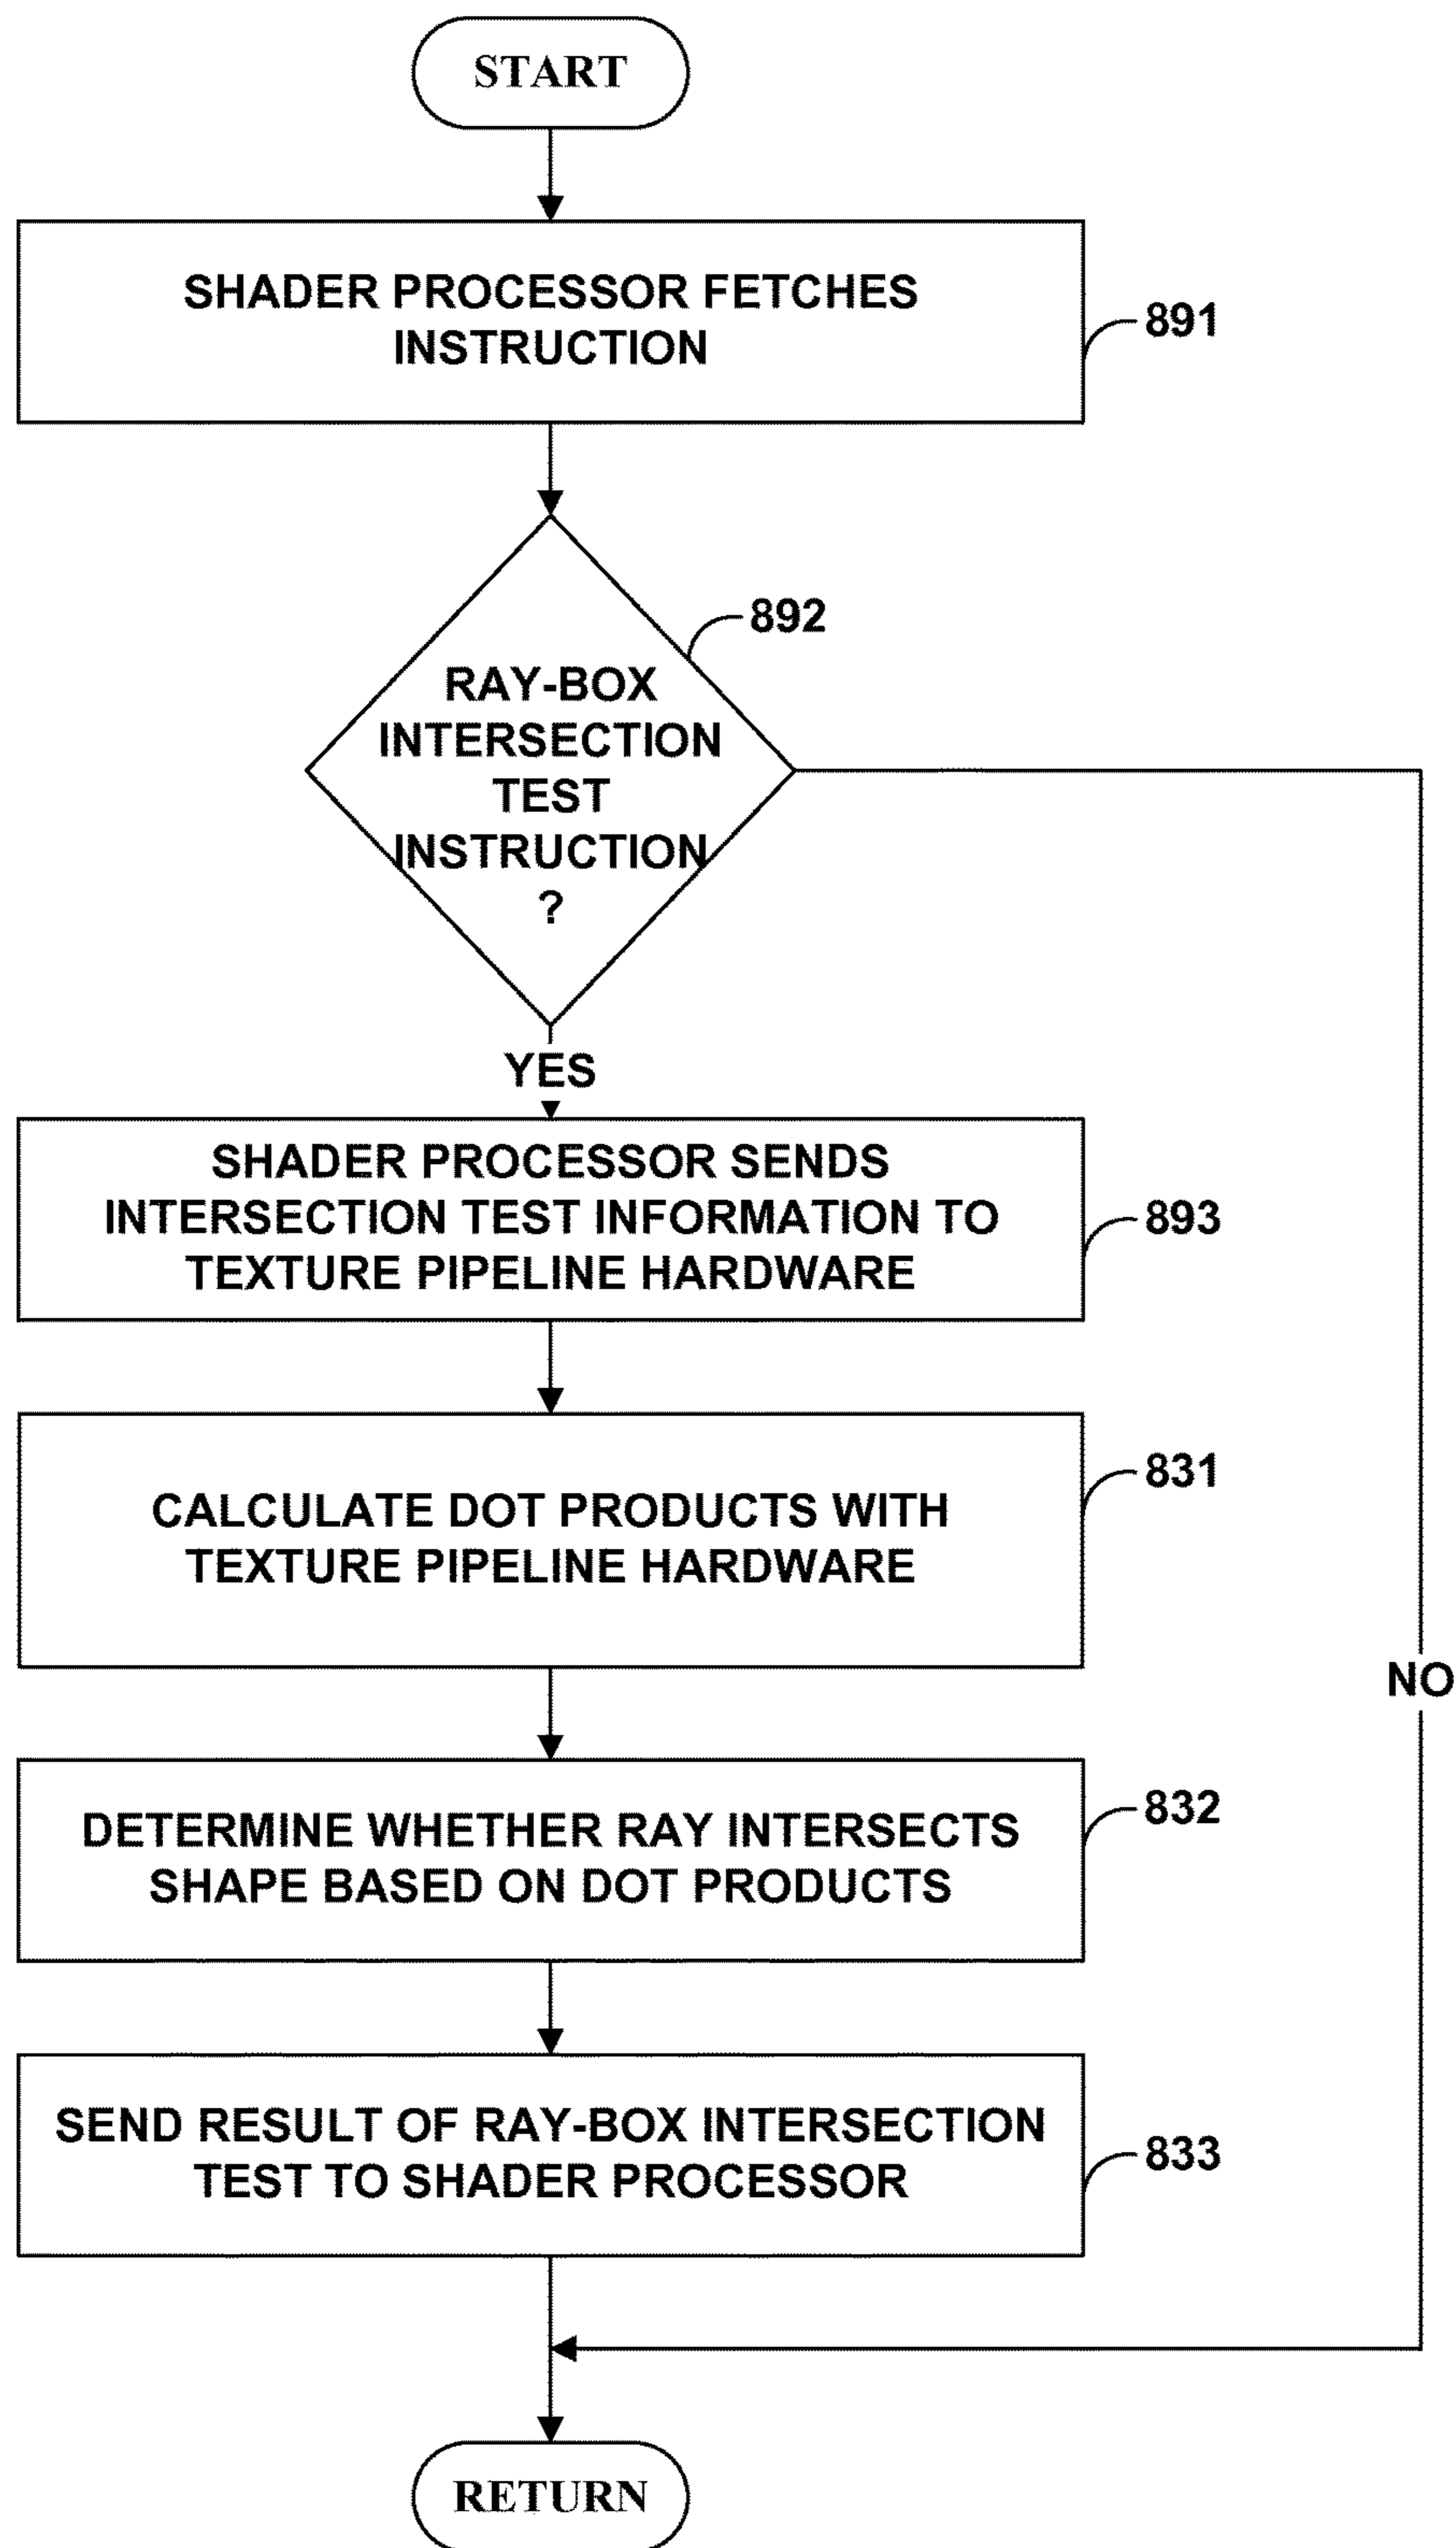 START
SHADER PROCESSOR FETCHES
INSTRUCTION
891
892
RAY-BOX
INTERSECTION
TEST
INSTRUCTION
?
YES
SHADER PROCESSOR SENDS
INTERSECTION TEST INFORMATION TO
TEXTURE PIPELINE HARDWARE
893
CALCULATE DOT PRODUCTS WITH
TEXTURE PIPELINE HARDWARE
831
NO
DETERMINE WHETHER RAY INTERSECTS
SHAPE BASED ON DOT PRODUCTS
832
SEND RESULT OF RAY-BOX INTERSECTION
TEST TO SHADER PROCESSOR
833
RETURN